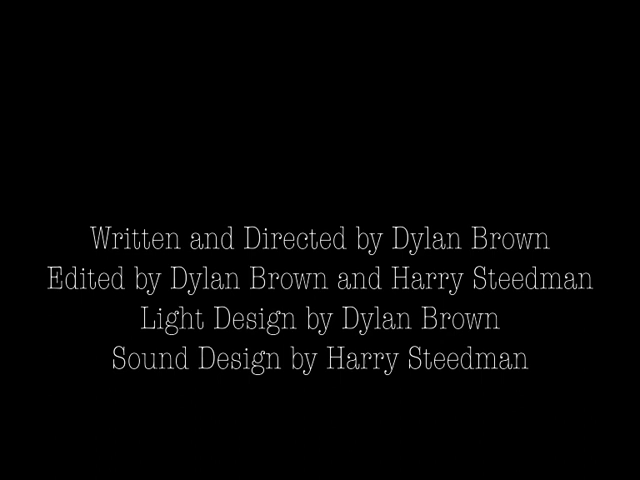 Written and Directed by Dylan Brown
Edited by Dylan Brown and Harry Steedman
Light Design by Dylan Brown
Sound Design by Harry Steedman